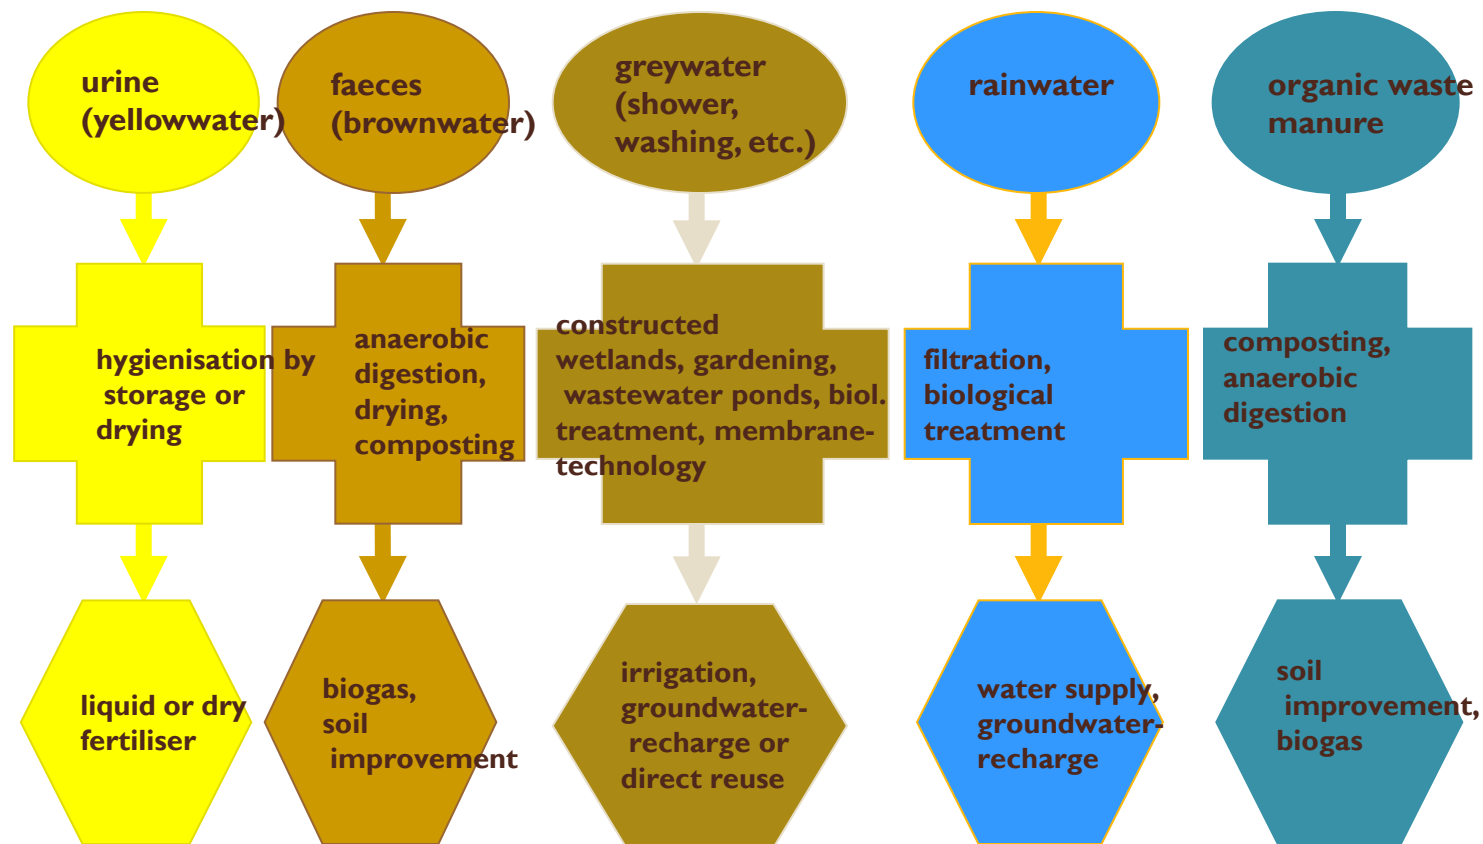 urine
(yellowwater)
faeces
(brownwater)
greywater
(shower,
washing, etc.)
rainwater
organic waste
manure
hygienisation by
storage or
drying
anaerobic
digestion,
drying,
composting
constructed
wetlands, gardening,
wastewater ponds, biol.
treatment, membrane-
technology
filtration,
biological
treatment
composting,
anaerobic
digestion
liquid or dry
fertiliser
biogas,
soil
improvement
irrigation,
groundwater-
recharge or
direct reuse
water supply,
groundwater-
recharge
soil
improvement,
biogas